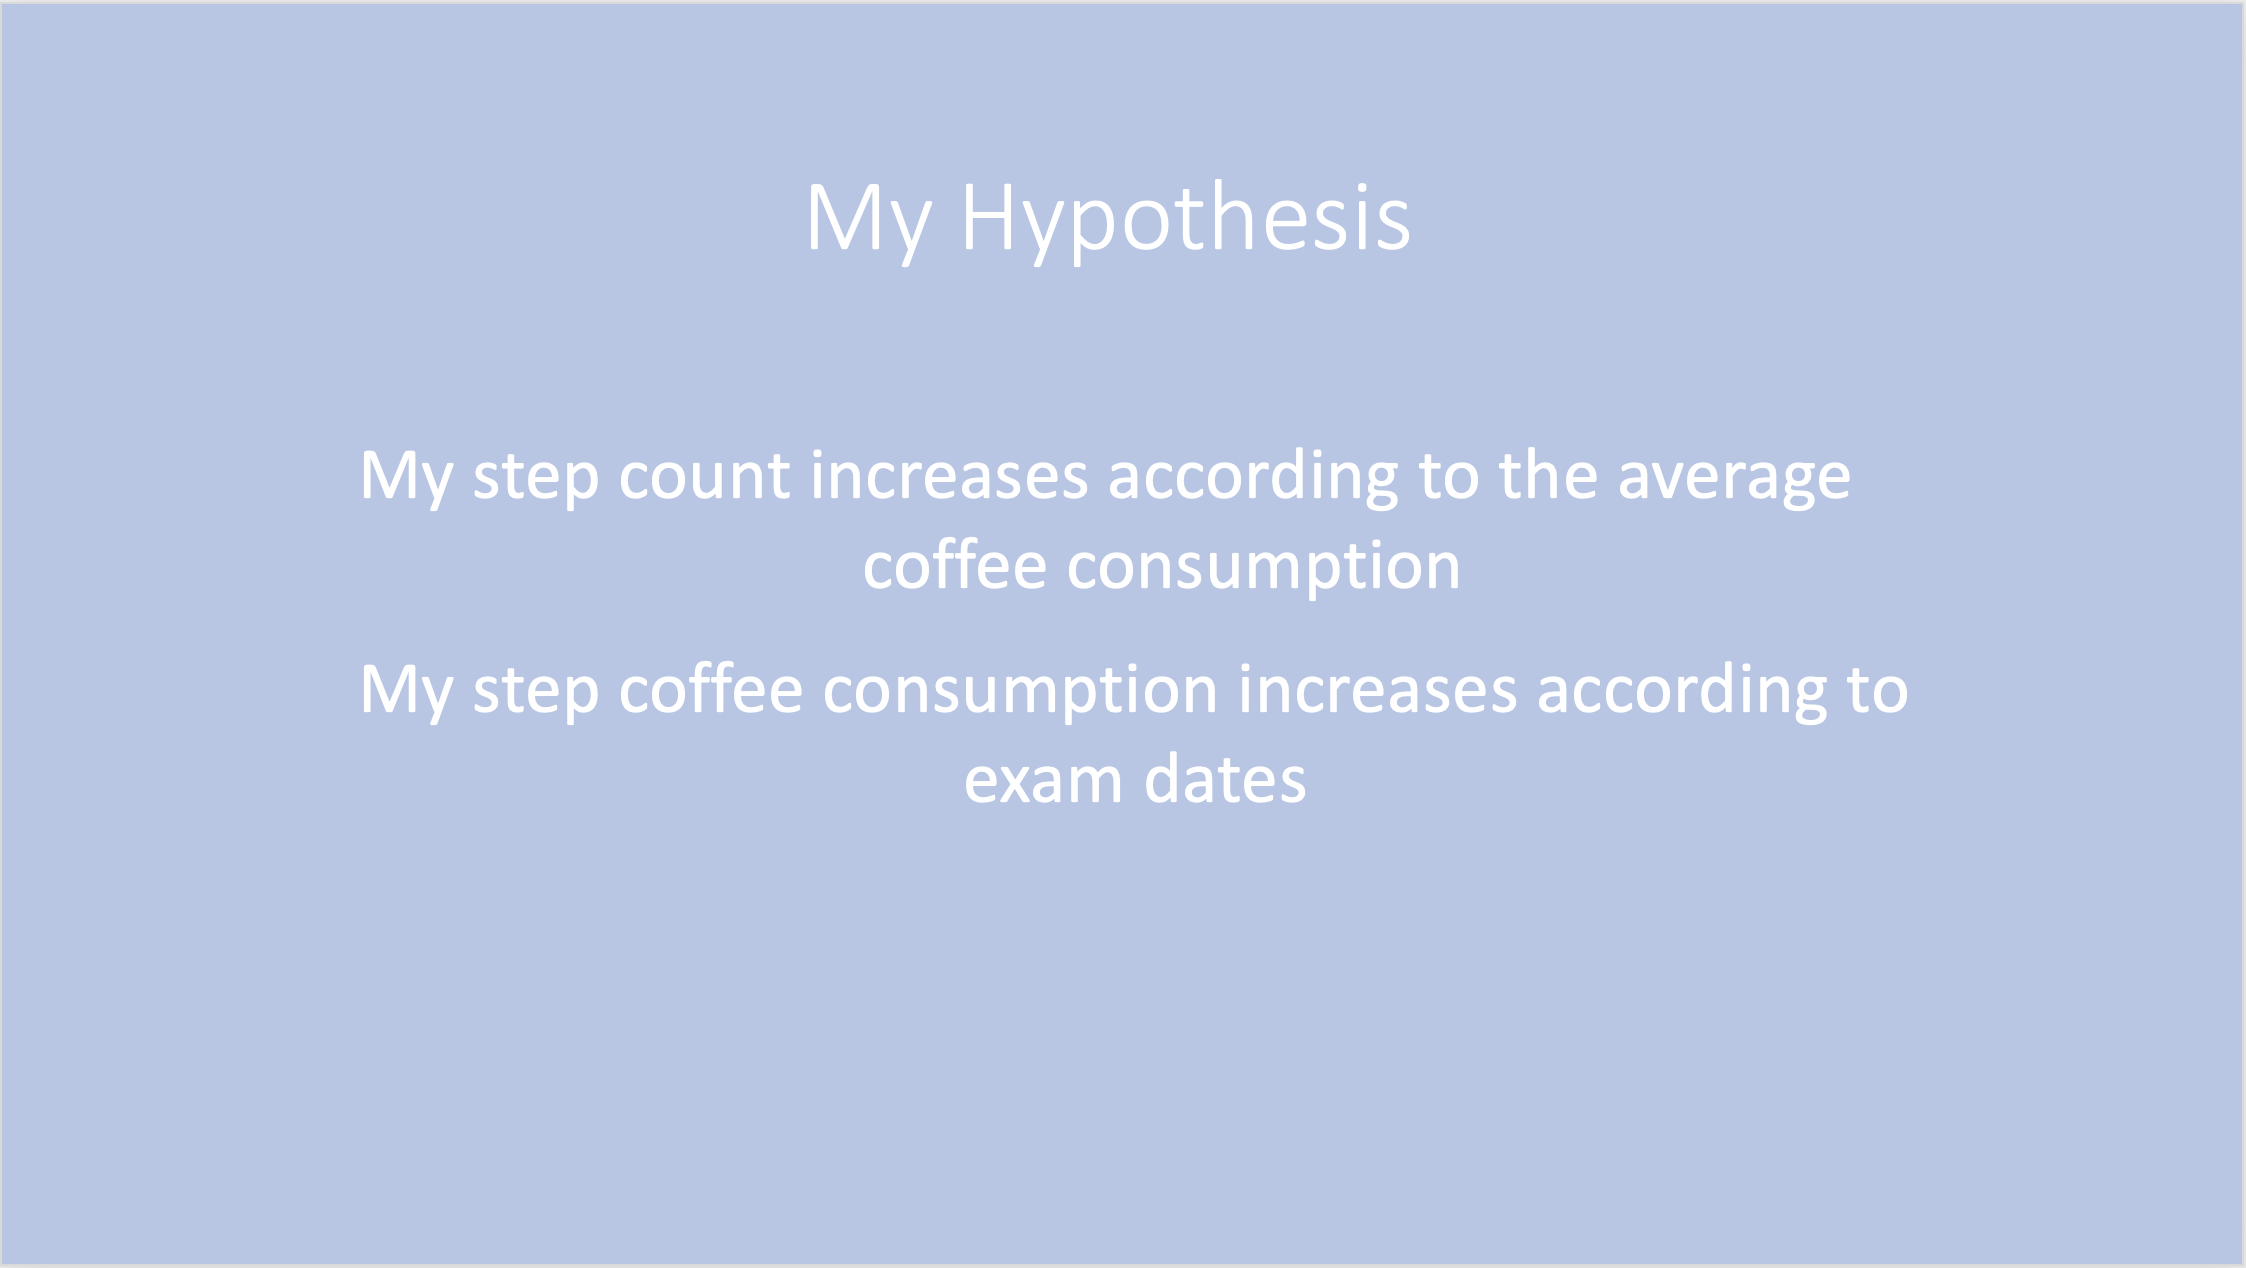 My Hypothesis
My step count increases according to the average
coffee consumption
My step coffee consumption increases according to
exam dates